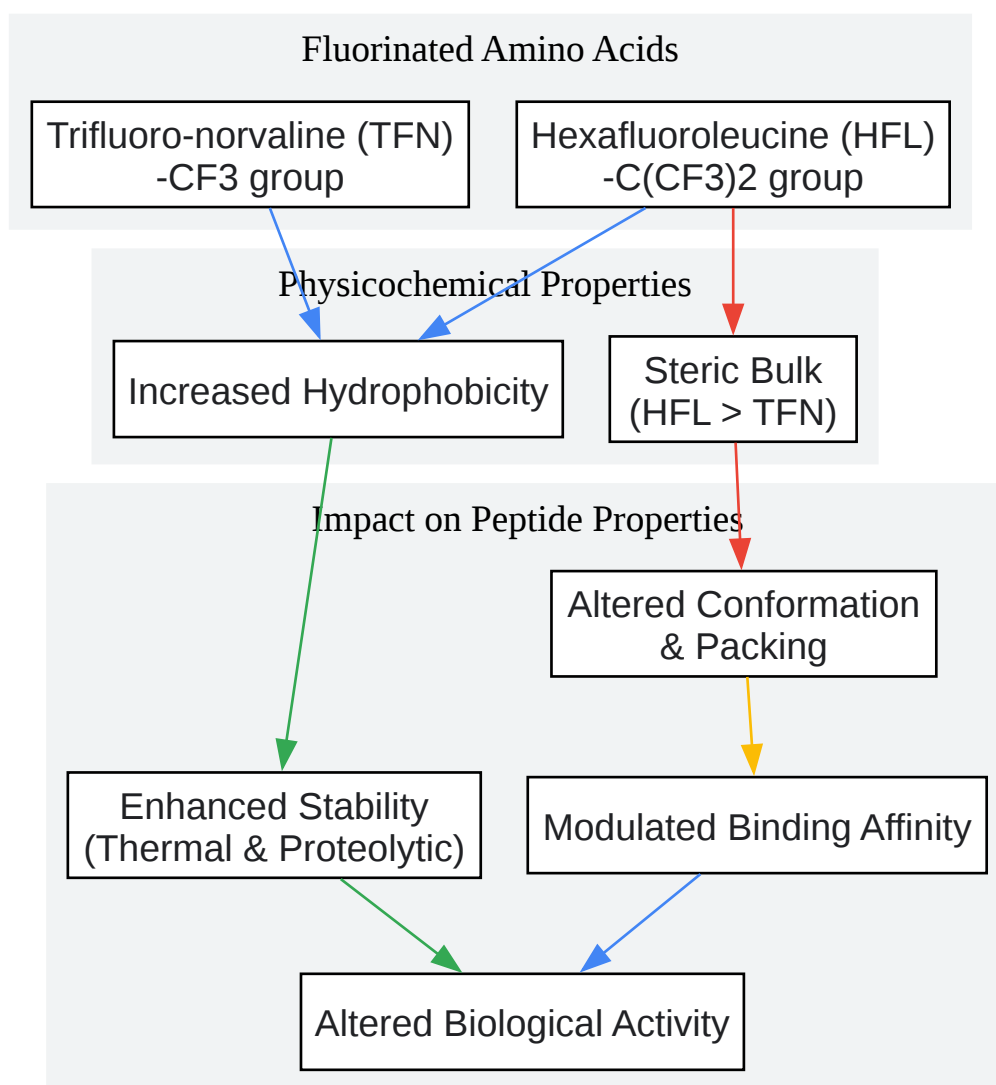 Fluorinated Amino Acids
Trifluoro-norvaline (TFN)
-CF3 group
Hexafluoroleucine (HFL)
-C(CF3)2 group
Physicochemical Properties
Increased Hydrophobicity
Steric Bulk
(HFL > TFN)
Impact on Peptide Properties
Altered Conformation
& Packing
Enhanced Stability
(Thermal & Proteolytic)
Modulated Binding Affinity
Altered Biological Activity